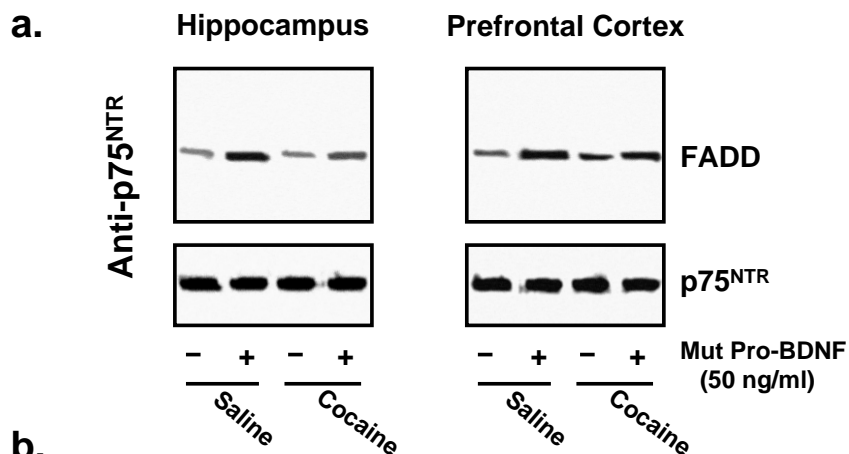 a.
Hippocampus Prefrontal Cortex
Anti-p75NTR
FADD
p75NTR
− + − + − + − + Mut Pro-BDNF
(50 ng/ml)
Saline Cocaine Saline Cocaine
b.